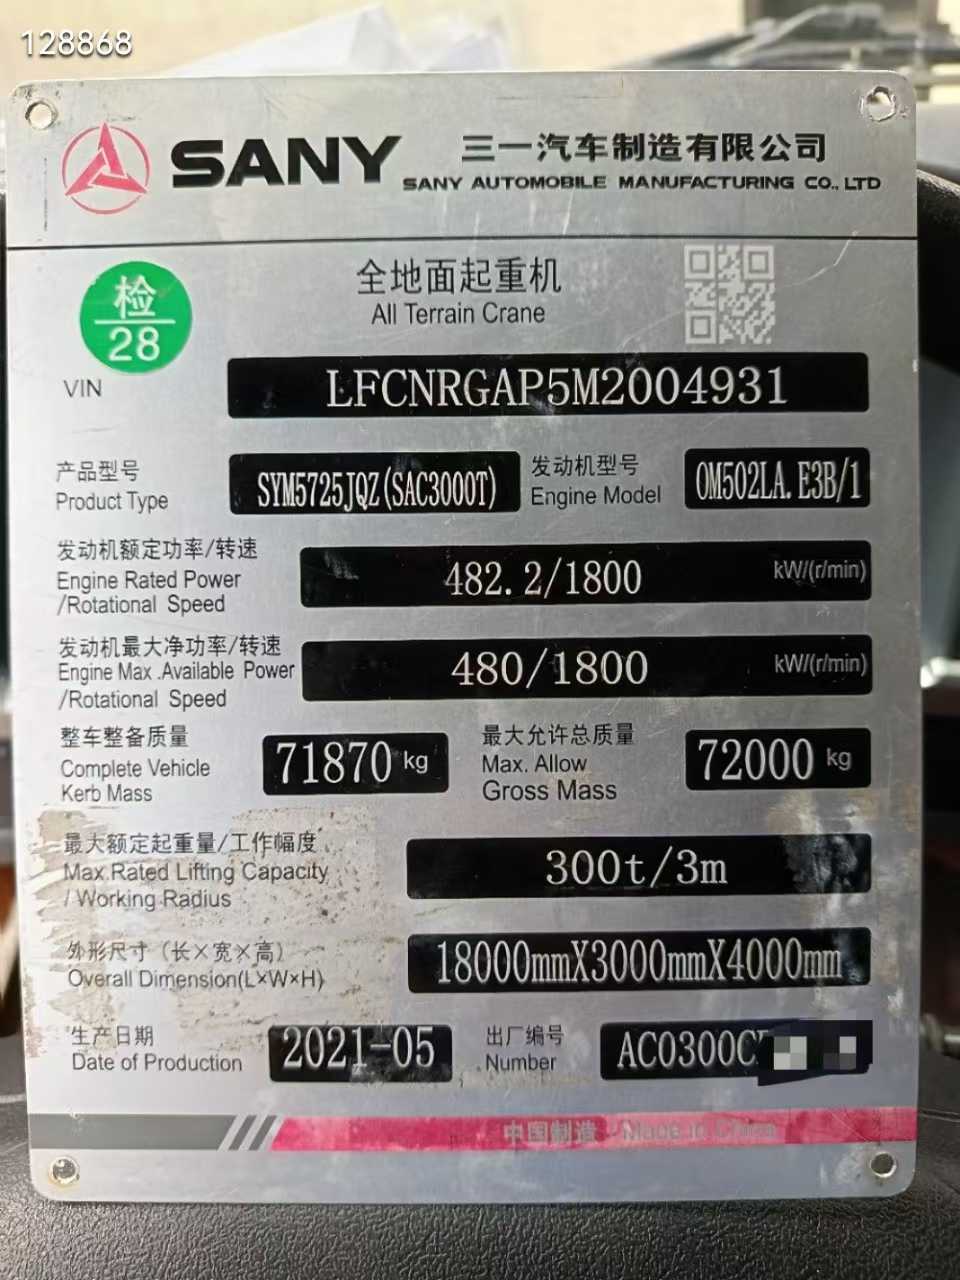 128868
SANY 三一汽车制造有限公司
SANY AUTOMOBILE MANUFACTURING CO., LTD
检
28
全地面起重机
All Terrain Crane
VIN LFCNRGAP5M2004931
产品型号
Product Type SYM5725JQZ(SAC3000T)
发动机型号
Engine Model OM502LA.E3B/1
发动机额定功率/转速
Engine Rated Power
/Rotational Speed 482.2/1800 kW/(r/min)
发动机最大净功率/转速
Engine Max .Available Power
/Rotational Speed 480/1800 kW/(r/min)
整车整备质量
Complete Vehicle
Kerb Mass 71870 kg
最大允许总质量
Max. Allow
Gross Mass 72000 kg
最大额定起重量/工作幅度
Max.Rated Lifting Capacity
/ Working Radius 300t/3m
外形尺寸 (长×宽×高)
Overall Dimension(L×W×H) 18000mmX3000mmX4000mm
生产日期
Date of Production 2021-05
出厂编号
Number AC0300C
中国制造 Made in China